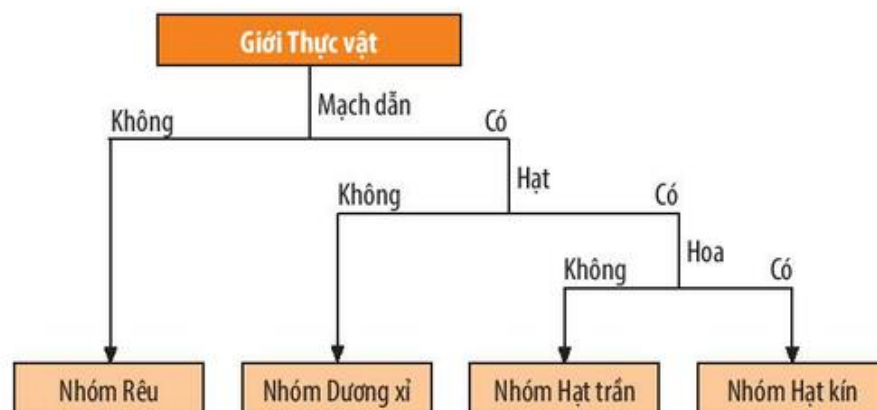 Giới Thực vật
Mạch dẫn
Không
Có
Hạt
Không
Có
Hoa
Không
Có
Nhóm Rêu
Nhóm Dương xỉ
Nhóm Hạt trần
Nhóm Hạt kín